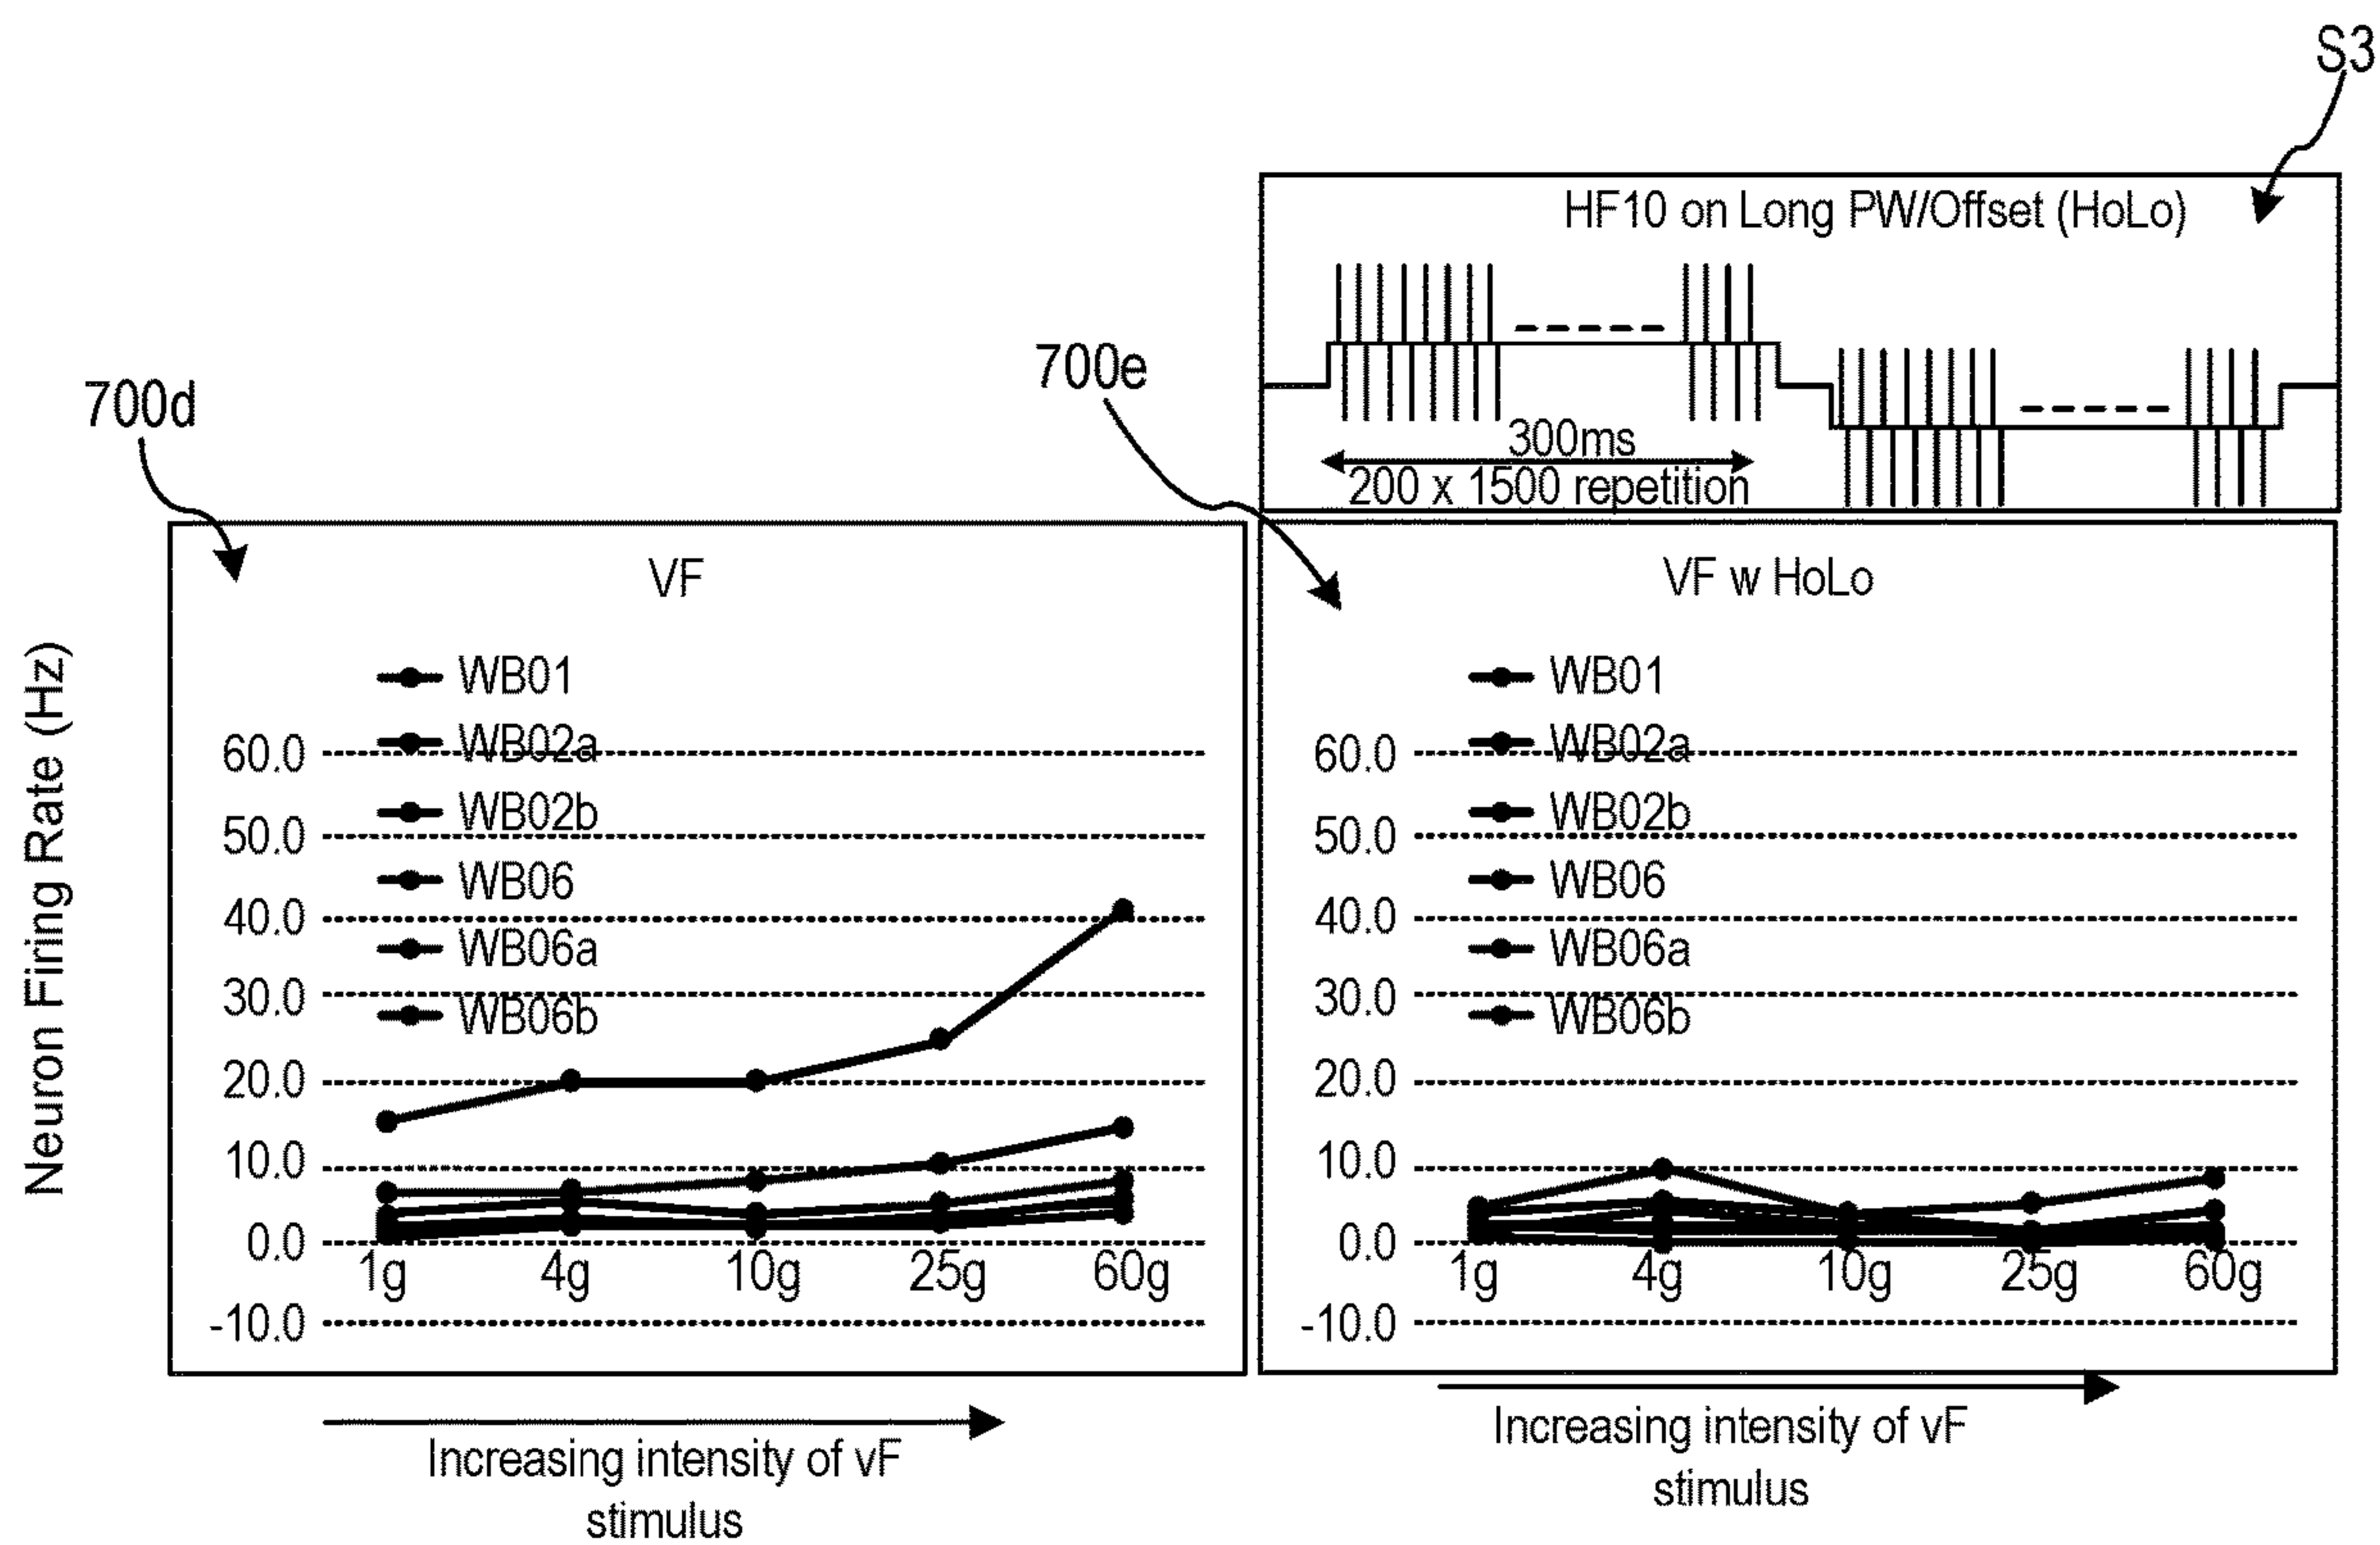 S3
HF10 on Long PW/Offset (HoLo)
300ms
200 x 1500 repetition
700d
700e
Neuron Firing Rate (Hz)
VF
WB01
WB02a
WB02b
WB06
WB06a
WB06b
60.0
50.0
40.0
30.0
20.0
10.0
0.0
-10.0
1g 4g 10g 25g 60g
Increasing intensity of vF
stimulus
VF w HoLo
WB01
WB02a
WB02b
WB06
WB06a
WB06b
60.0
50.0
40.0
30.0
20.0
10.0
0.0
-10.0
1g 4g 10g 25g 60g
Increasing intensity of vF
stimulus